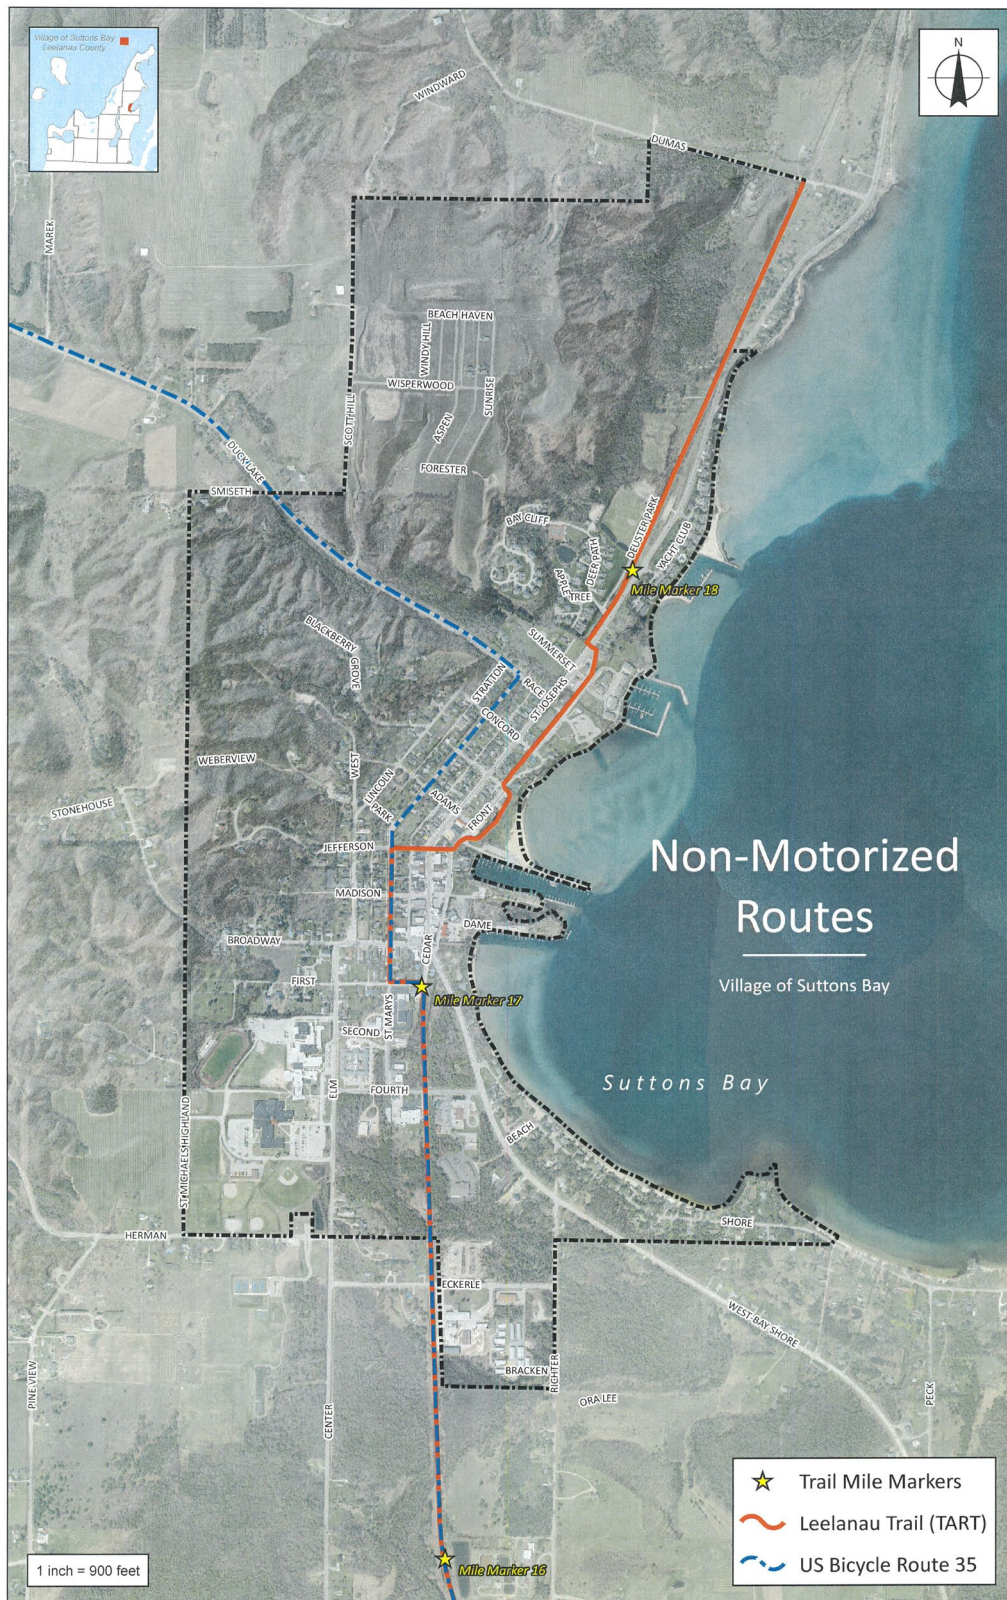 Village of Suttons Bay
Leelanau County
N
WINDWARD
DUMAS
MAREK
BEACH HAVEN
WINDY HILL
WISPERWOOD
SUNRISE
SCOTT HILL
ASPEN
DUCK LAKE
FORESTER
SMISETH
BAY CLIFF
DEUSTER PARK
YACHT CLUB
DEER PATH
APPLE
TREE
Mile Marker 18
BLACKBERRY
GROVE
SUMMERSET
STRATTON
RACE
ST JOSEPHS
CONCORD
WEBERVIEW
WEST
LINCOLN
PARK
ADAMS
FRONT
STONEHOUSE
JEFFERSON
Non-Motorized
Routes
Village of Suttons Bay
MADISON
DAME
BROADWAY
CEDAR
FIRST
Mile Marker 17
ST MARYS
SECOND
Suttons Bay
ELM
FOURTH
BEACH
ST MICHAELS HIGHLAND
SHORE
HERMAN
ECKERLE
WEST BAY SHORE
BRACKEN
RICHTER
PINE VIEW
ORA LEE
PECK
CENTER
Trail Mile Markers
Leelanau Trail (TART)
US Bicycle Route 35
Mile Marker 16
1 inch = 900 feet